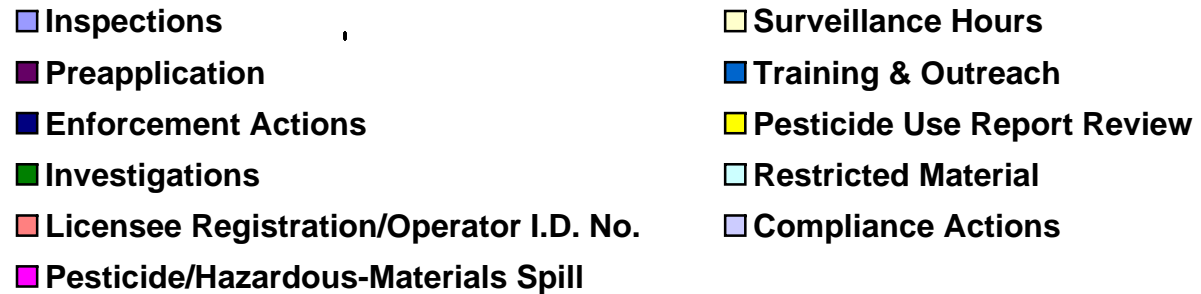 Inspections
Preapplication
Enforcement Actions
Investigations
Licensee Registration/Operator I.D. No.
Pesticide/Hazardous-Materials Spill
Surveillance Hours
Training & Outreach
Pesticide Use Report Review
Restricted Material
Compliance Actions